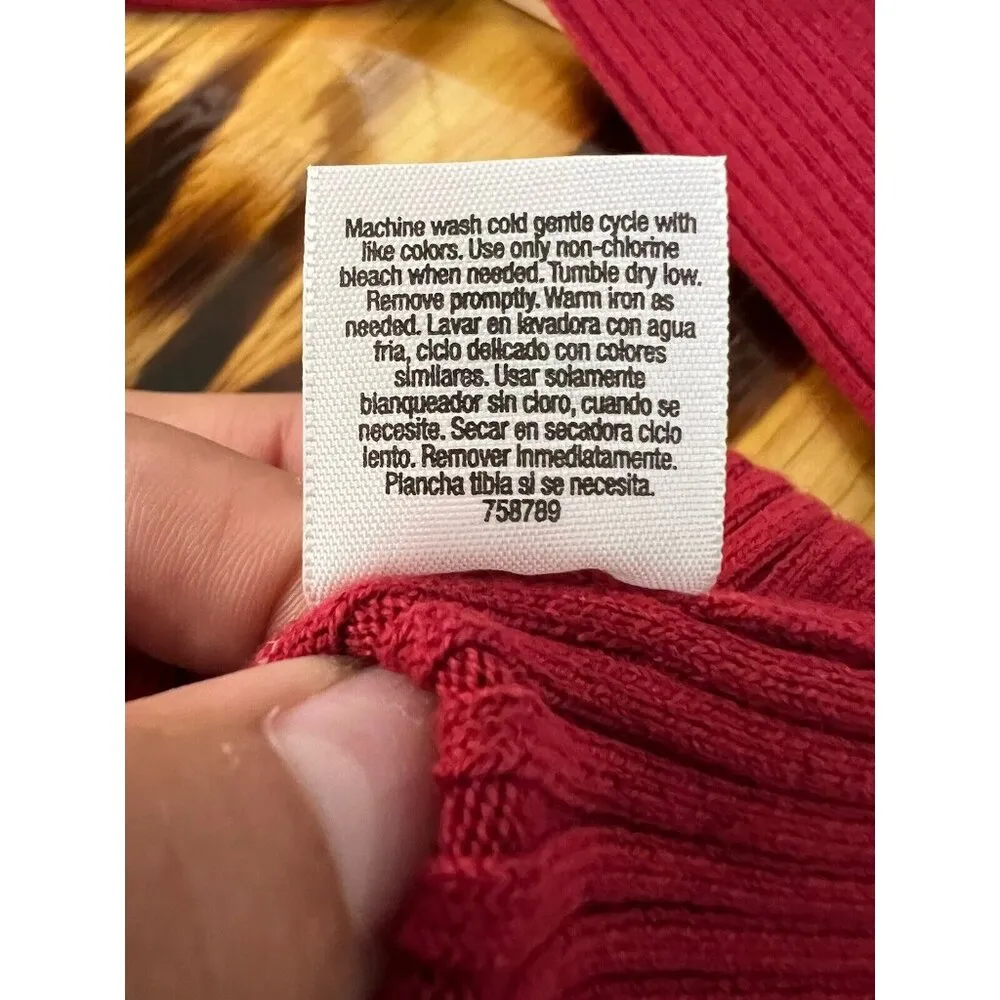 Machine wash cold gentle cycle with
like colors. Use only non-chlorine
bleach when needed. Tumble dry low.
Remove promptly. Warm iron as
needed. Lavar en lavadora con agua
fria, ciclo delicado con colores
similares. Usar solamente
blanqueador sin cloro, cuando se
necesite. Secar en secadora ciclo
lento. Remover inmediatamente.
Plancha tibia si se necesita.
758789